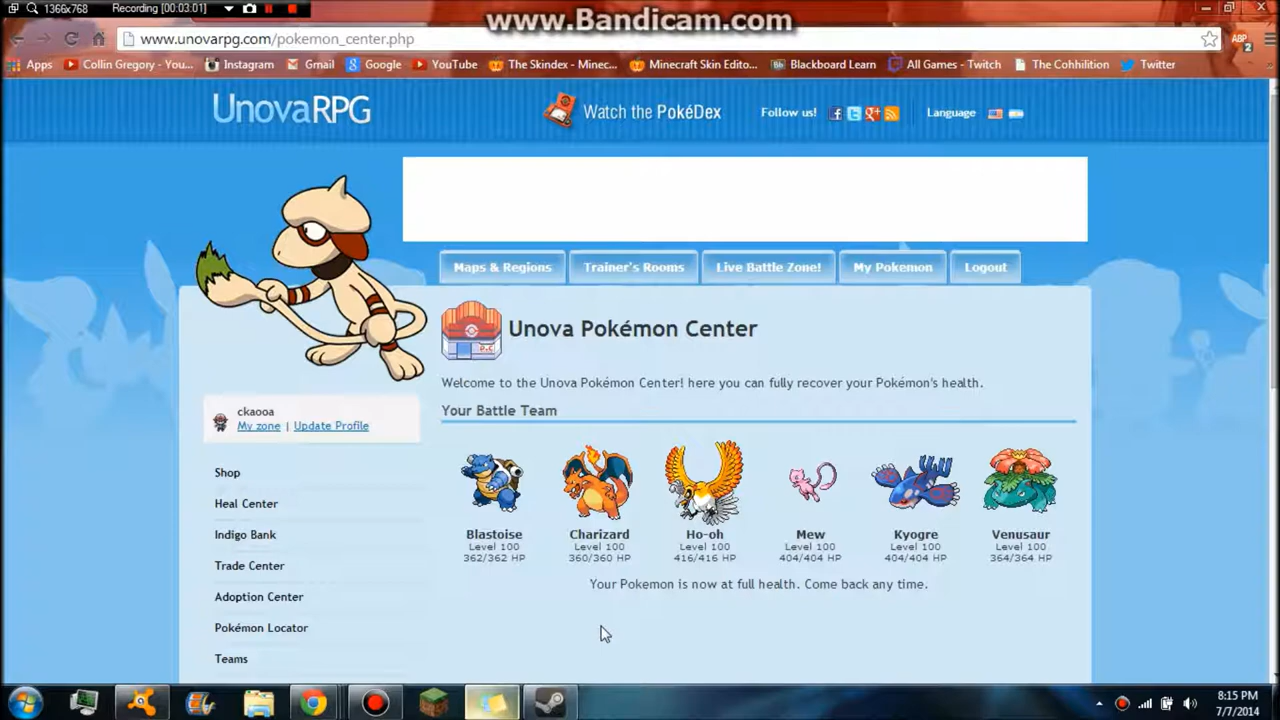 1366x768 Recording [00:03:01]
www.Bandicam.com
www.unovarpg.com/pokemon_center.php
ABP 2
Apps Collin Gregory - You... Instagram Gmail Google YouTube The Skindex - Minec... Minecraft Skin Edito... Blackboard Learn All Games - Twitch The Cohhilition Twitter
UnovaRPG Watch the PokéDex Follow us! Language
Maps & Regions Trainer's Rooms Live Battle Zone! My Pokemon Logout
P.C
Unova Pokémon Center
Welcome to the Unova Pokémon Center! here you can fully recover your Pokémon's health.
Your Battle Team
ckaooa
My zone | Update Profile
Shop
Heal Center
Indigo Bank
Trade Center
Adoption Center
Pokémon Locator
Teams
Blastoise Charizard Ho-oh Mew Kyogre Venusaur
Level 100 Level 100 Level 100 Level 100 Level 100 Level 100
362/362 HP 360/360 HP 416/416 HP 404/404 HP 404/404 HP 364/364 HP
Your Pokemon is now at full health. Come back any time.
8:15 PM
7/7/2014